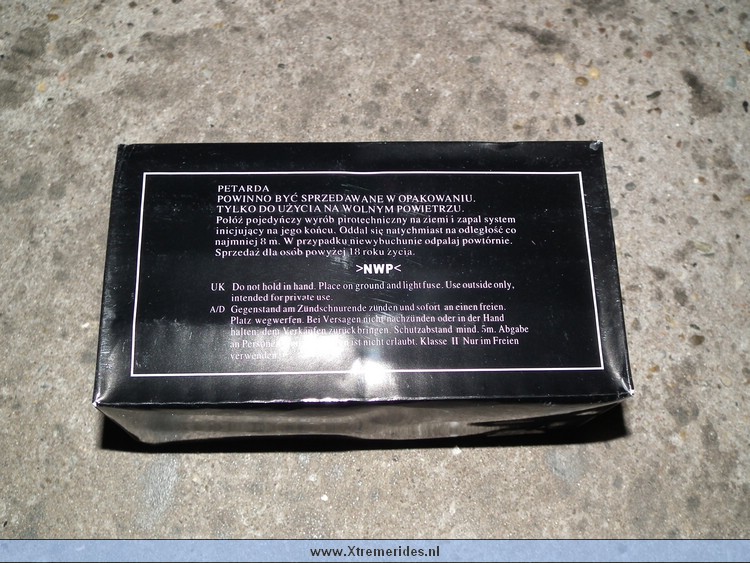 PETARDA
POWINNO BYĆ SPRZEDAWANE W OPAKOWANIU.
TYLKO DO UŻYCIA NA WOLNYM POWIETRZU.
Połóż pojedyńczy wyrób pirotechniczny na ziemi i zapal system
inicjujący na jego końcu. Oddal się natychmiast na odległość co
najmniej 8 m. W przypadku niewybuchunie odpalaj powtórnie.
Sprzedaż dla osób powyżej 18 roku życia.
>NWP<
UK Do not hold in hand. Place on ground and light fuse. Use outside only,
intended for private use.
A/D Gegenstand am Zündschnurende zünden und sofort an einen freien.
Platz wegwerfen. Bei Versagen nicht nachzünden oder in der Hand
halten, dem Verkäufen zurück bringen. Schutzabstand mind. 5m. Abgabe
an Personen ist nicht erlaubt. Klasse II Nur im Freien
verwenden
www.Xtremerides.nl